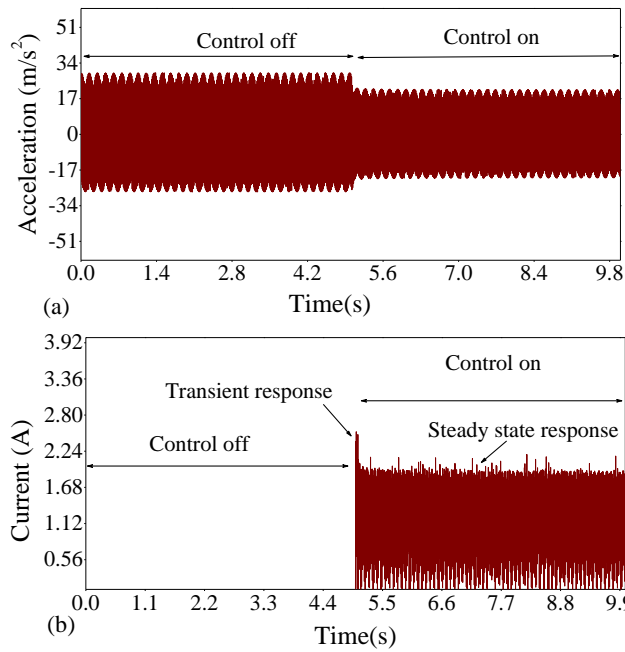 51
34
17
0
-17
-34
-51
Acceleration (m/s²)
Control off
Control on
0.0 1.4 2.8 4.2 5.6 7.0 8.4 9.8
Time(s)
(a)
3.92
3.36
2.80
2.24
1.68
1.12
0.56
Current (A)
Control on
Transient response
Steady state response
Control off
0.0 1.1 2.2 3.3 4.4 5.5 6.6 7.7 8.8 9.9
Time(s)
(b)